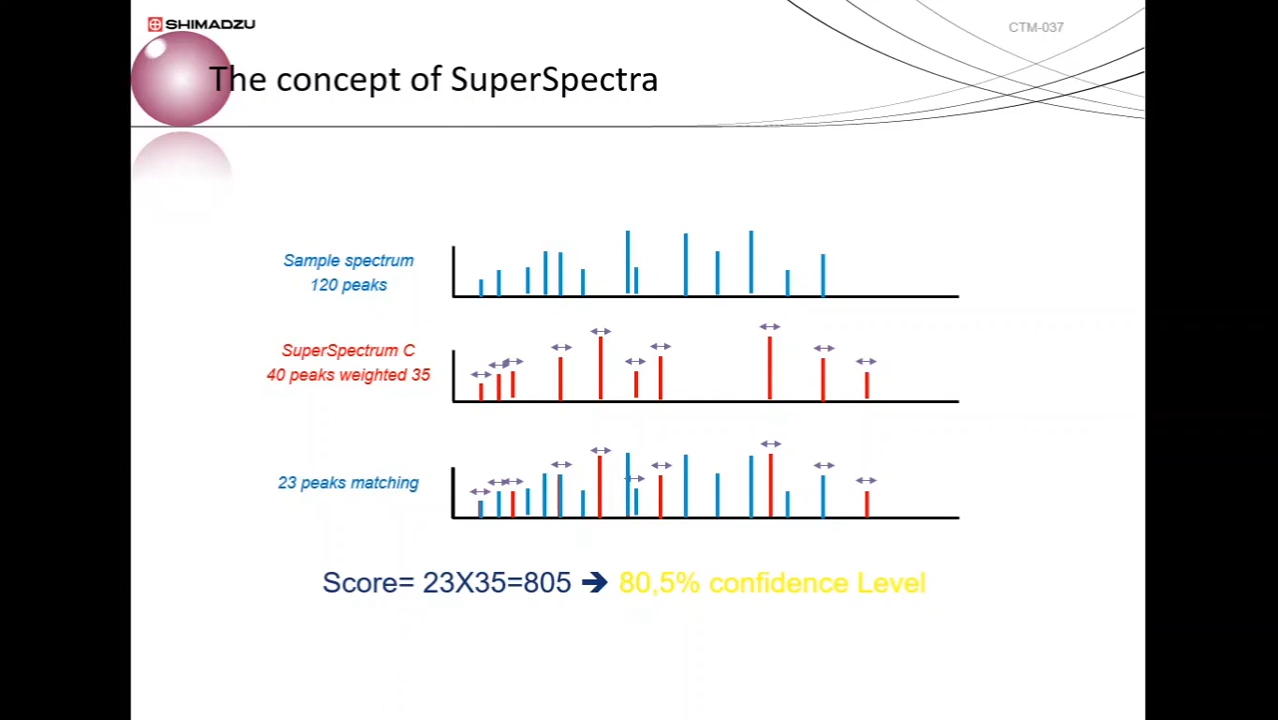 SHIMADZU
CTM-037
The concept of SuperSpectra
Sample spectrum
120 peaks
SuperSpectrum C
40 peaks weighted 35
23 peaks matching
Score= 23X35=805 ➔ 80,5% confidence Level